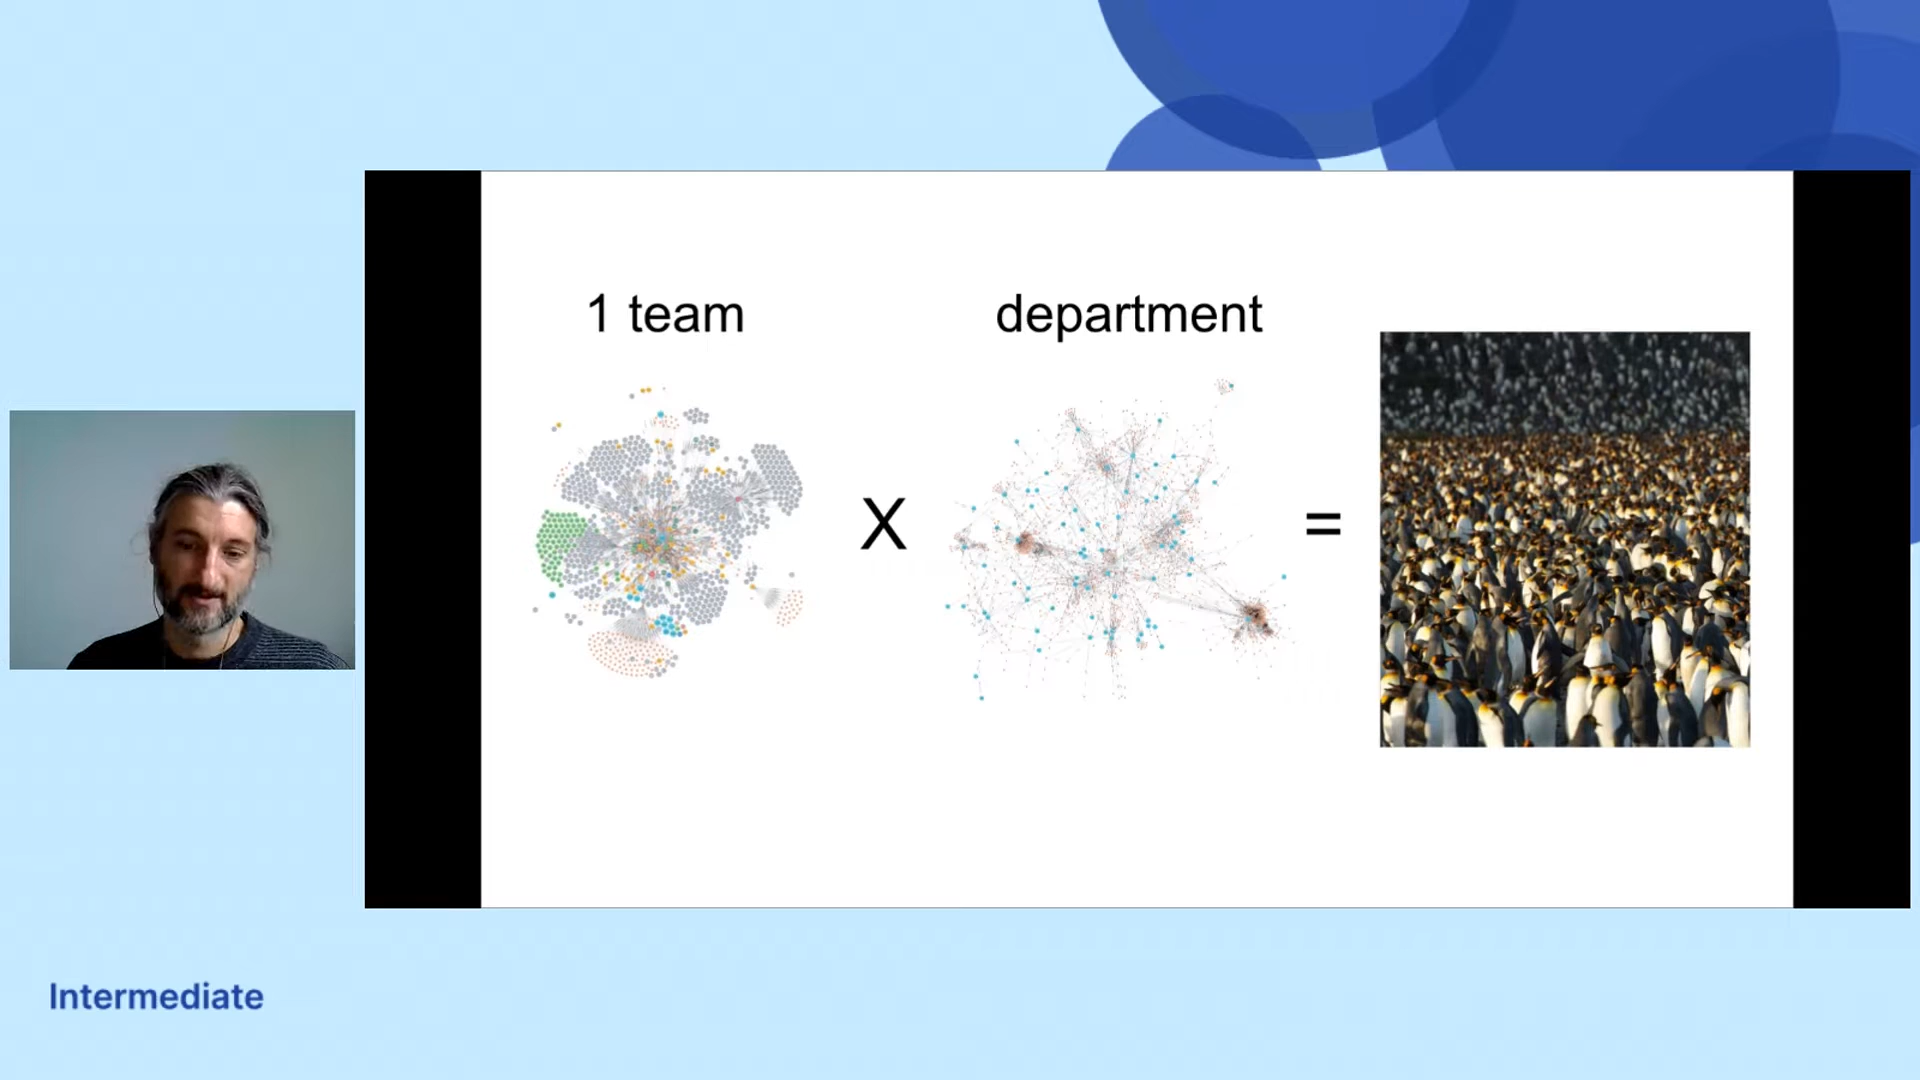 1 team
department
X
=
Intermediate